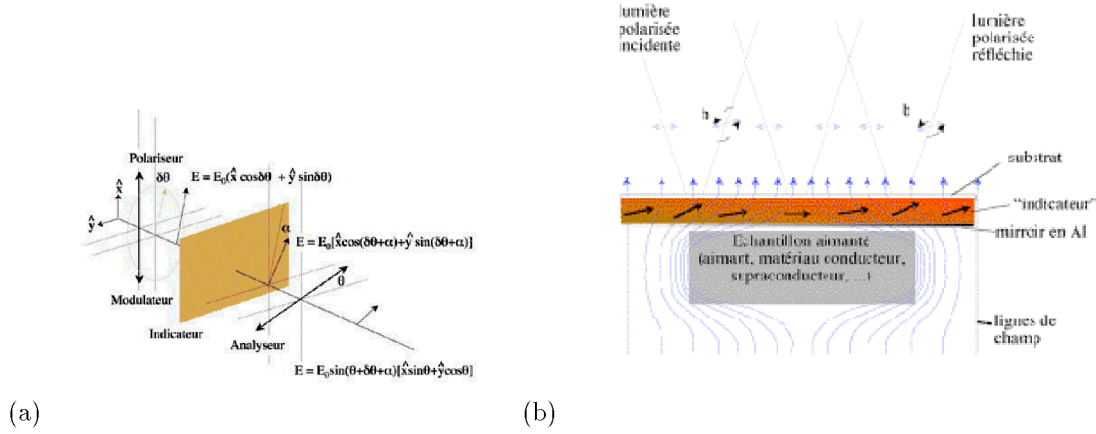 Polariseur
δθ
E = E₀(x̂ cosδθ + ŷ sinδθ)
x̂
ŷ
α
E = E₀[x̂cos(δθ+α)+ŷ sin(δθ+α)]
θ
Modulateur
Indicateur
Analyseur
E = E₀sin(θ+δθ+α)[x̂sinθ+ŷcosθ]
(a)
lumière
polarisée
incidente
lumière
polarisée
réfléchie
b
b
substrat
"indicateur"
mirroir en Al
Echantillon aimanté
(aimant, matériau conducteur,
supraconducteur, ...)
lignes de
champ
(b)